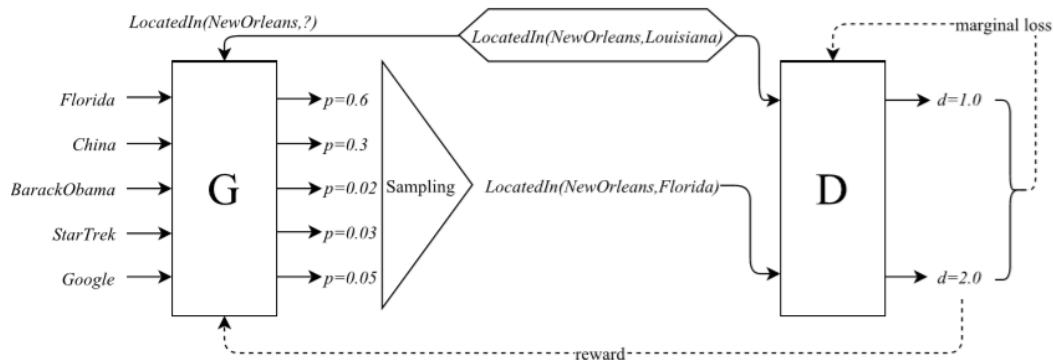 LocatedIn(NewOrleans,?)
LocatedIn(NewOrleans,Louisiana)
marginal loss
Florida
p=0.6
d=1.0
China
p=0.3
BarackObama
G
p=0.02
Sampling
LocatedIn(NewOrleans,Florida)
D
StarTrek
p=0.03
Google
p=0.05
d=2.0
reward